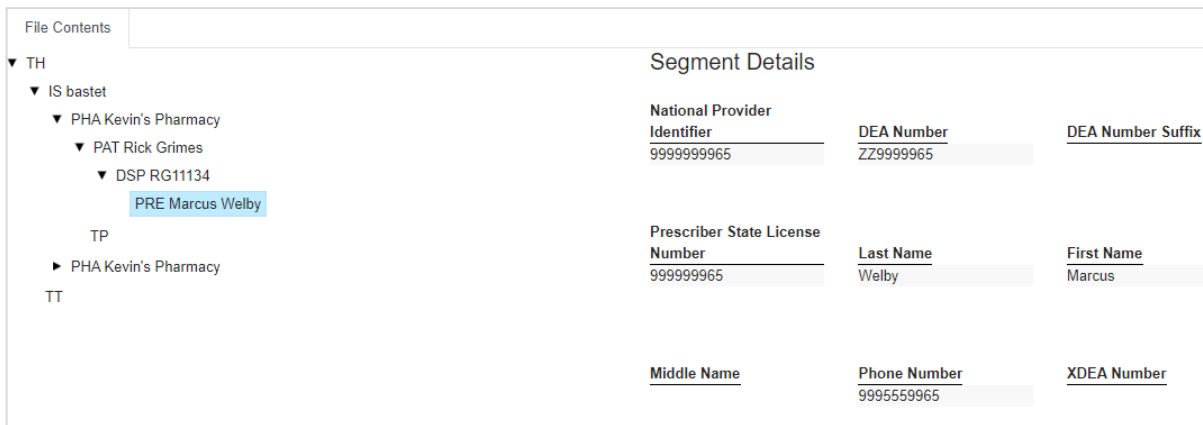 File Contents
TH
IS bastet
PHA Kevin's Pharmacy
PAT Rick Grimes
DSP RG11134
PRE Marcus Welby
TP
PHA Kevin's Pharmacy
TT
Segment Details
National Provider
Identifier DEA Number DEA Number Suffix
9999999965 ZZ9999965
Prescriber State License
Number Last Name First Name
999999965 Welby Marcus
Middle Name Phone Number XDEA Number
9995559965